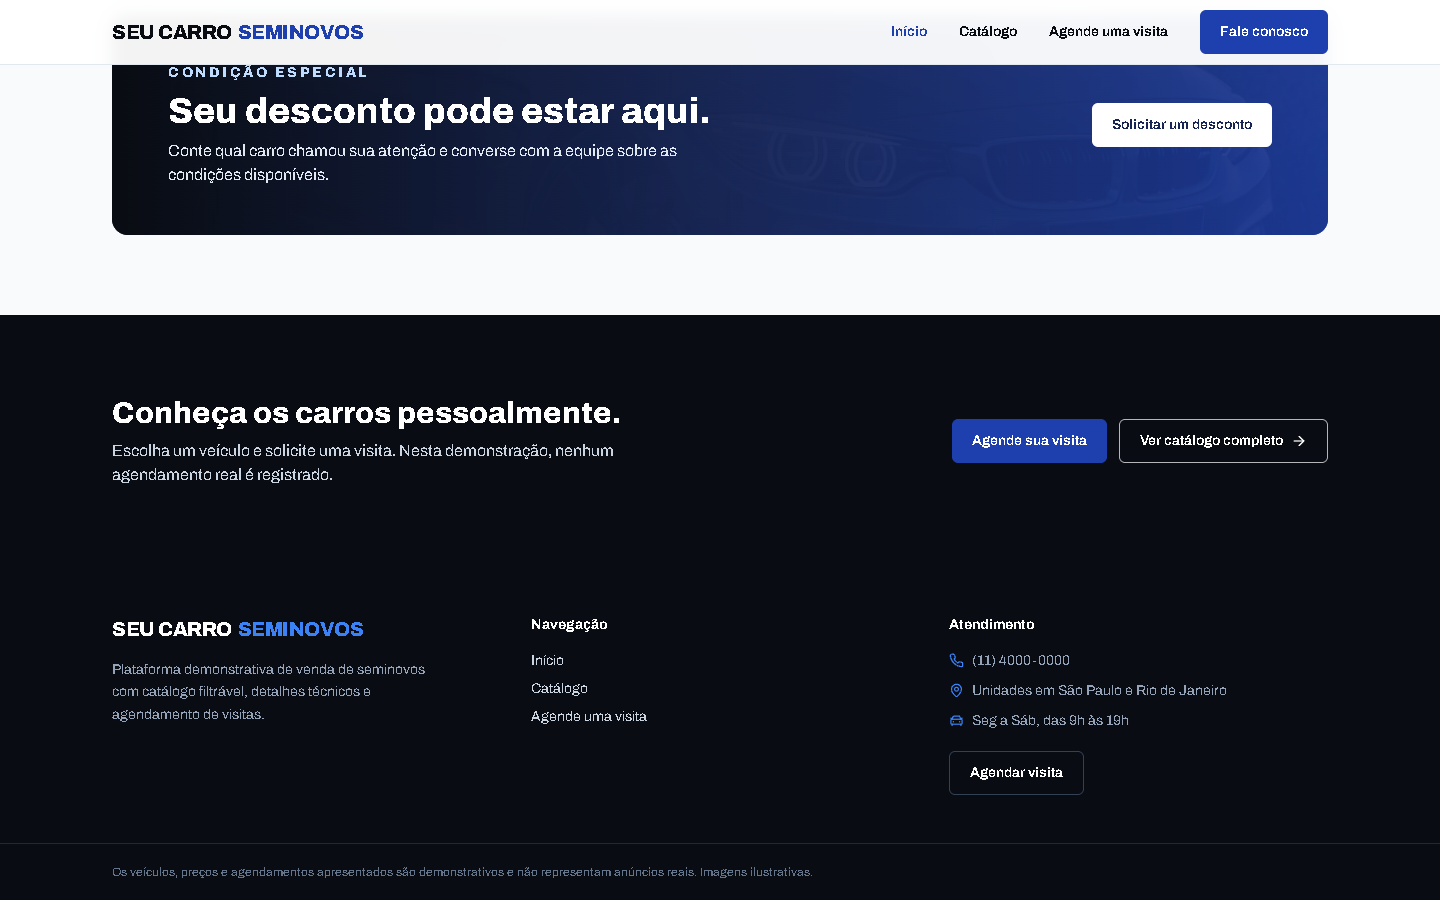 SEU CARRO SEMINOVOS
Início
Catálogo
Agende uma visita
Fale conosco
CONDIÇÃO ESPECIAL
Seu desconto pode estar aqui.
Conte qual carro chamou sua atenção e converse com a equipe sobre as
condições disponíveis.
Solicitar um desconto
Conheça os carros pessoalmente.
Escolha um veículo e solicite uma visita. Nesta demonstração, nenhum
agendamento real é registrado.
Agende sua visita
Ver catálogo completo
SEU CARRO SEMINOVOS
Plataforma demonstrativa de venda de seminovos
com catálogo filtrável, detalhes técnicos e
agendamento de visitas.
Navegação
Início
Catálogo
Agende uma visita
Atendimento
(11) 4000-0000
Unidades em São Paulo e Rio de Janeiro
Seg a Sáb, das 9h às 19h
Agendar visita
Os veículos, preços e agendamentos apresentados são demonstrativos e não representam anúncios reais. Imagens ilustrativas.